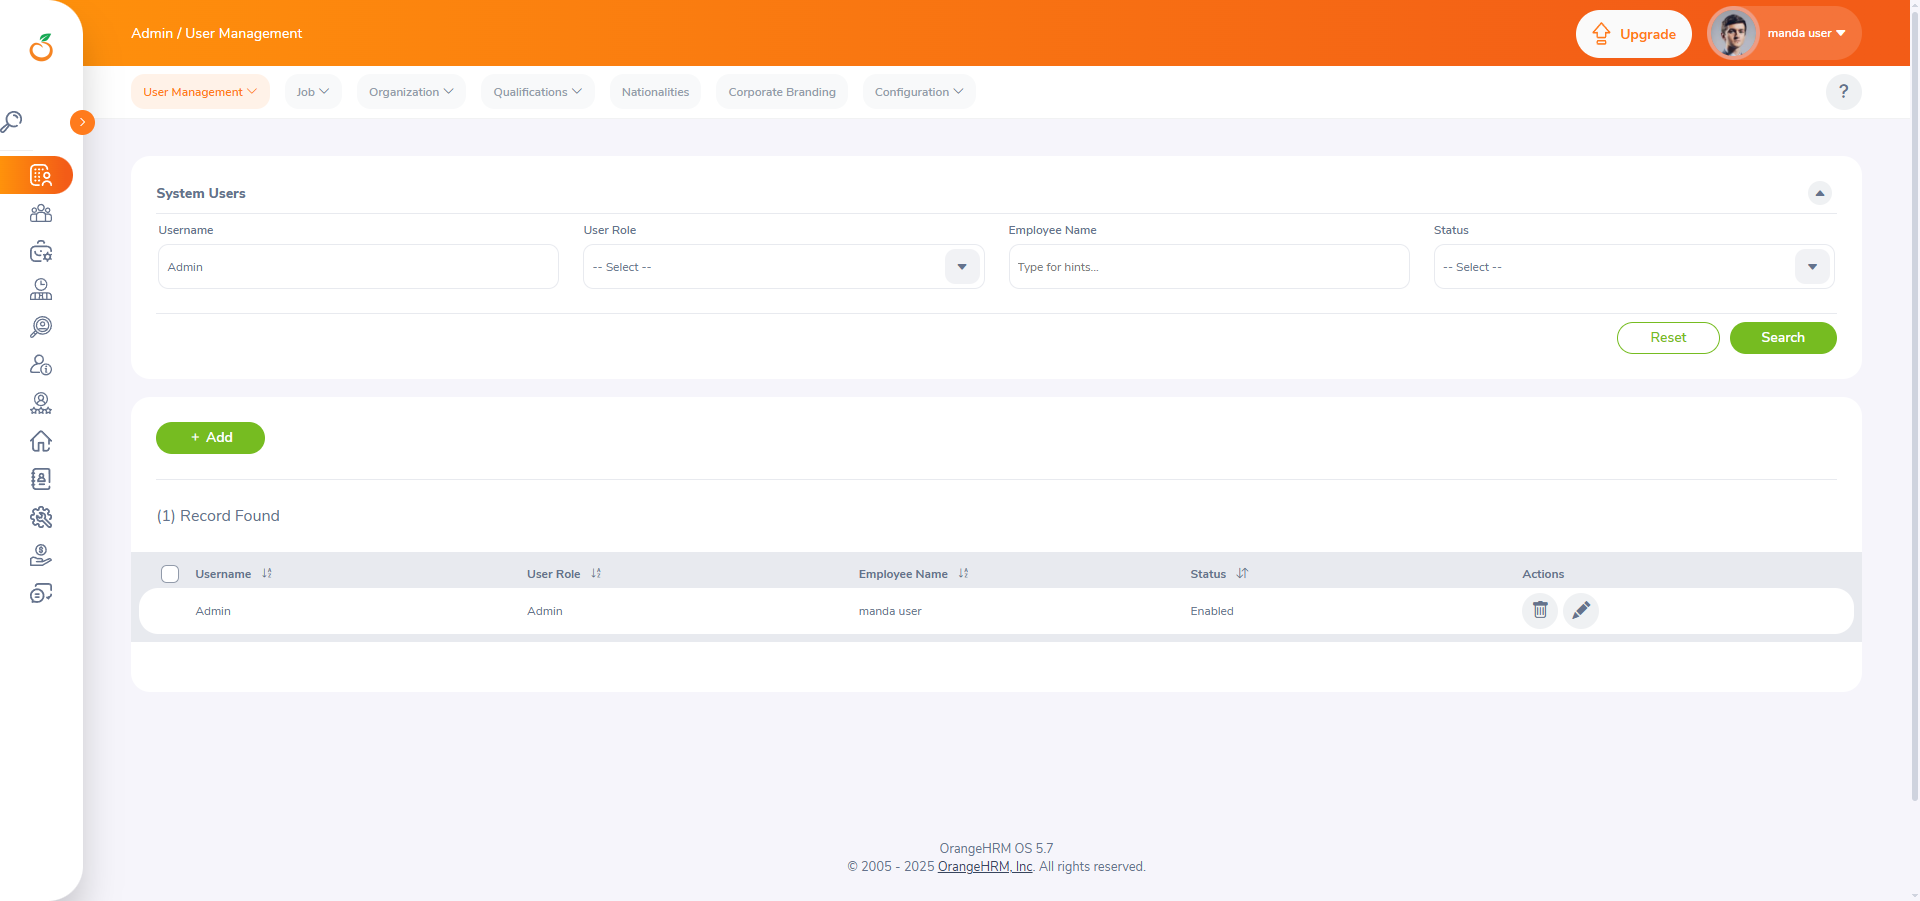 Admin / User Management
Upgrade
manda user
User Management
Job
Organization
Qualifications
Nationalities
Corporate Branding
Configuration
?
System Users
Username
User Role
Employee Name
Status
Admin
-- Select --
Type for hints...
-- Select --
Reset
Search
+ Add
(1) Record Found
Username
User Role
Employee Name
Status
Actions
Admin
Admin
manda user
Enabled
OrangeHRM OS 5.7
© 2005 - 2025 OrangeHRM, Inc. All rights reserved.